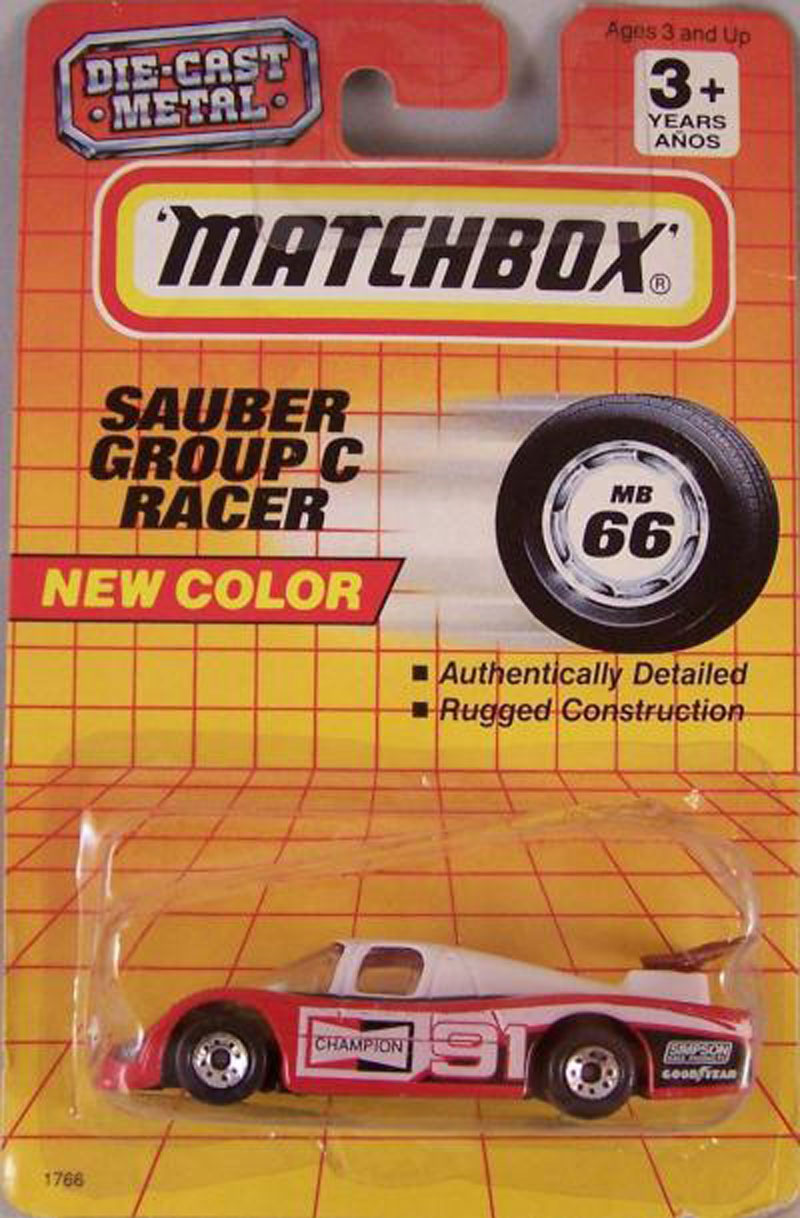 DIE-CAST
• METAL •
Ages 3 and Up
3+
YEARS
AÑOS
'MATCHBOX'®
SAUBER
GROUP C
RACER
NEW COLOR
MB
66
■ Authentically Detailed
■ Rugged Construction
CHAMPION
91
SIMPSON
GOODYEAR
1766